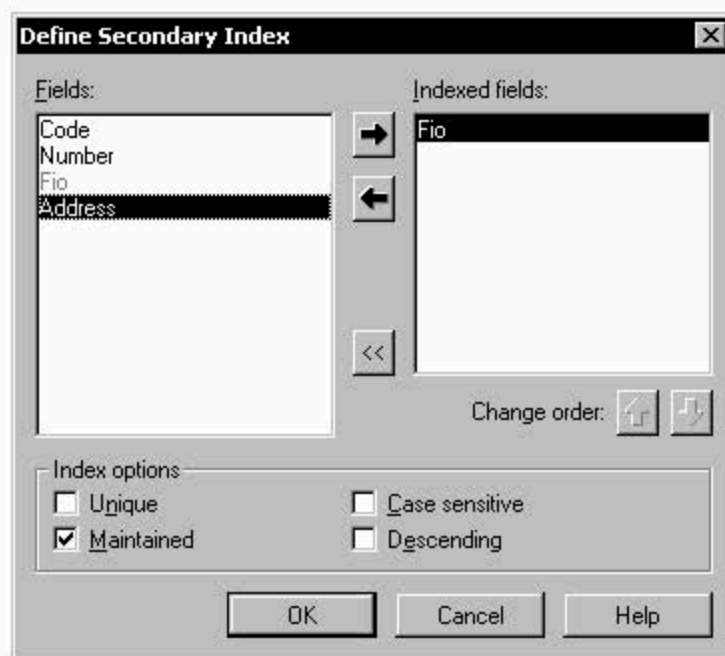 Define Secondary Index
Fields:
Code
Number
Fio
Address
Indexed fields:
Fio
<<
Change order:
Index options
Unique
Case sensitive
Maintained
Descending
OK
Cancel
Help